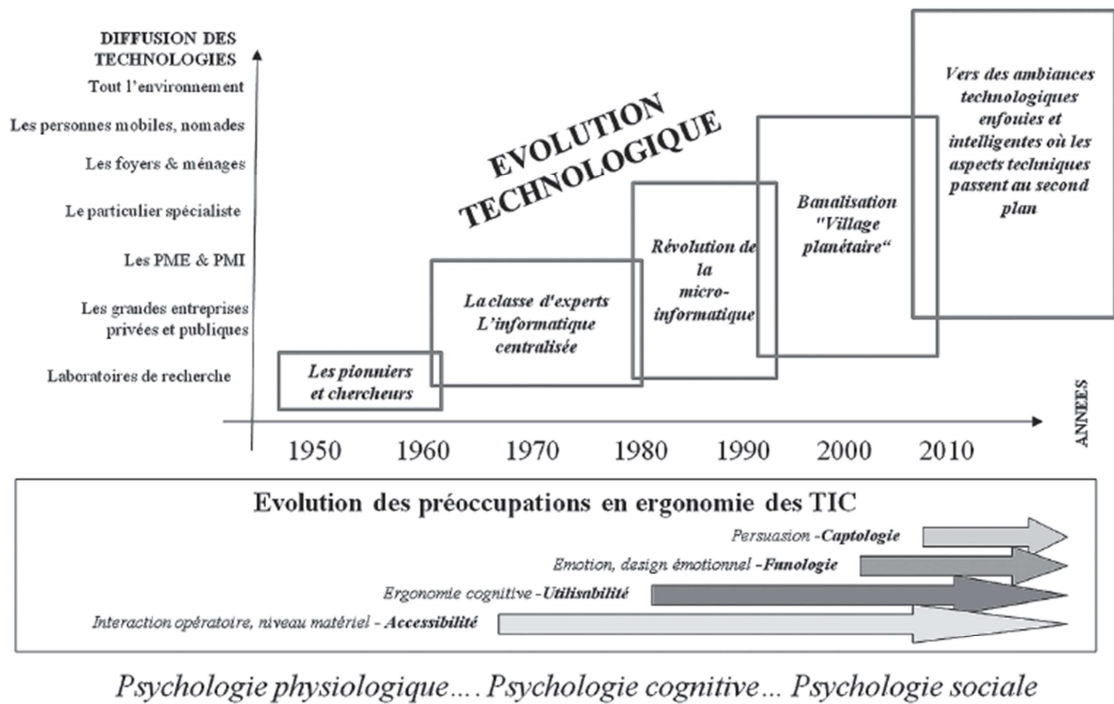 DIFFUSION DES
TECHNOLOGIES
Tout l'environnement
Les personnes mobiles, nomades
Les foyers & ménages
Le particulier spécialiste
Les PME & PMI
Les grandes entreprises
privées et publiques
Laboratoires de recherche
EVOLUTION
TECHNOLOGIQUE
Les pionniers
et chercheurs
La classe d'experts
L'informatique
centralisée
Révolution de
la
micro-
informatique
Banalisation
"Village
planétaire“
Vers des ambiances
technologiques
enfouies et
intelligentes où les
aspects techniques
passent au second
plan
1950 1960 1970 1980 1990 2000 2010
ANNEES
Evolution des préoccupations en ergonomie des TIC
Persuasion -Captologie
Emotion, design émotionnel -Funologie
Ergonomie cognitive -Utilisabilité
Interaction opératoire, niveau matériel - Accessibilité
Psychologie physiologique.... Psychologie cognitive... Psychologie sociale